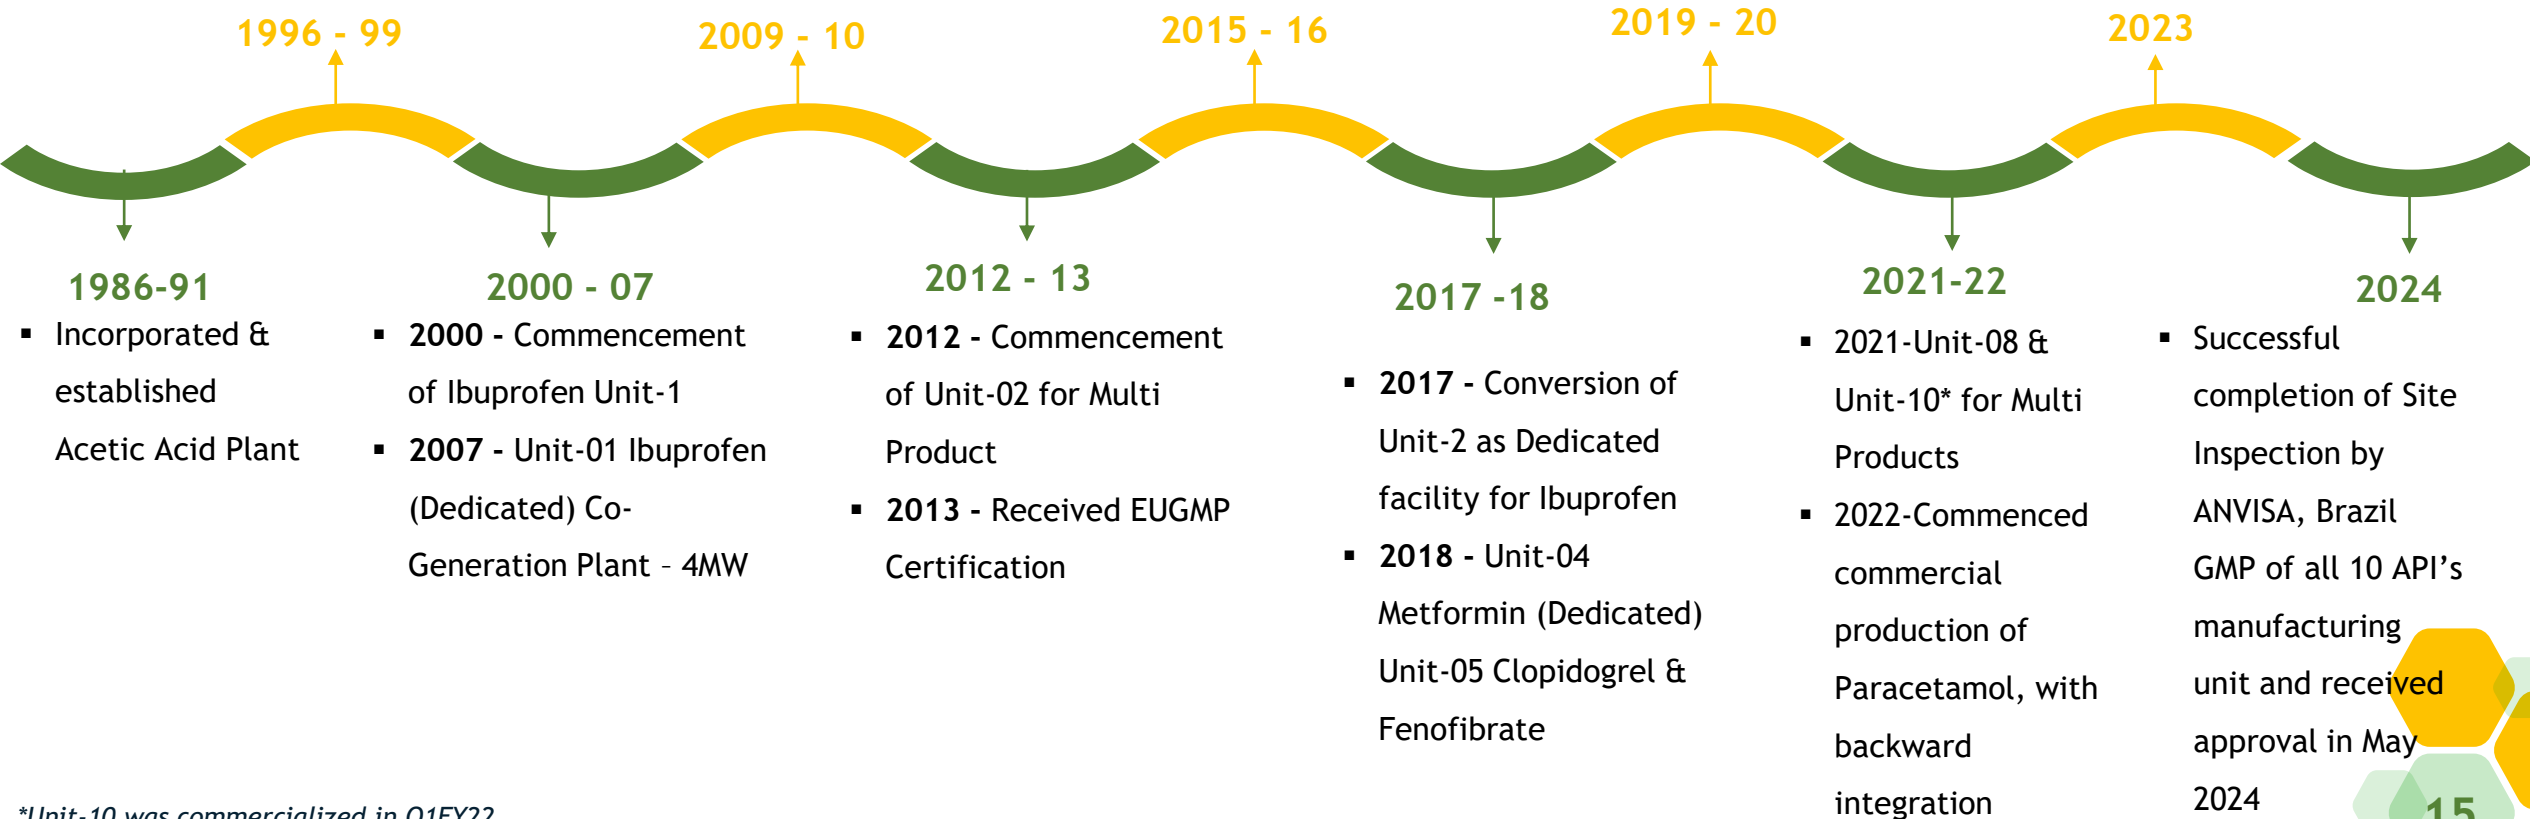 1996 - 99
2009 - 10
2015 - 16
2019 - 20
2023
1986-91
▪ Incorporated &
established
Acetic Acid Plant
2000 - 07
▪ 2000 - Commencement
of Ibuprofen Unit-1
▪ 2007 - Unit-01 Ibuprofen
(Dedicated) Co-
Generation Plant – 4MW
2012 - 13
▪ 2012 - Commencement
of Unit-02 for Multi
Product
▪ 2013 - Received EUGMP
Certification
2017 -18
▪ 2017 - Conversion of
Unit-2 as Dedicated
facility for Ibuprofen
▪ 2018 - Unit-04
Metformin (Dedicated)
Unit-05 Clopidogrel &
Fenofibrate
2021-22
▪ 2021-Unit-08 &
Unit-10* for Multi
Products
▪ 2022-Commenced
commercial
production of
Paracetamol, with
backward
integration
2024
▪ Successful
completion of Site
Inspection by
ANVISA, Brazil
GMP of all 10 API’s
manufacturing
unit and received
approval in May
2024
*Unit-10 was commercialized in Q1FY22
15